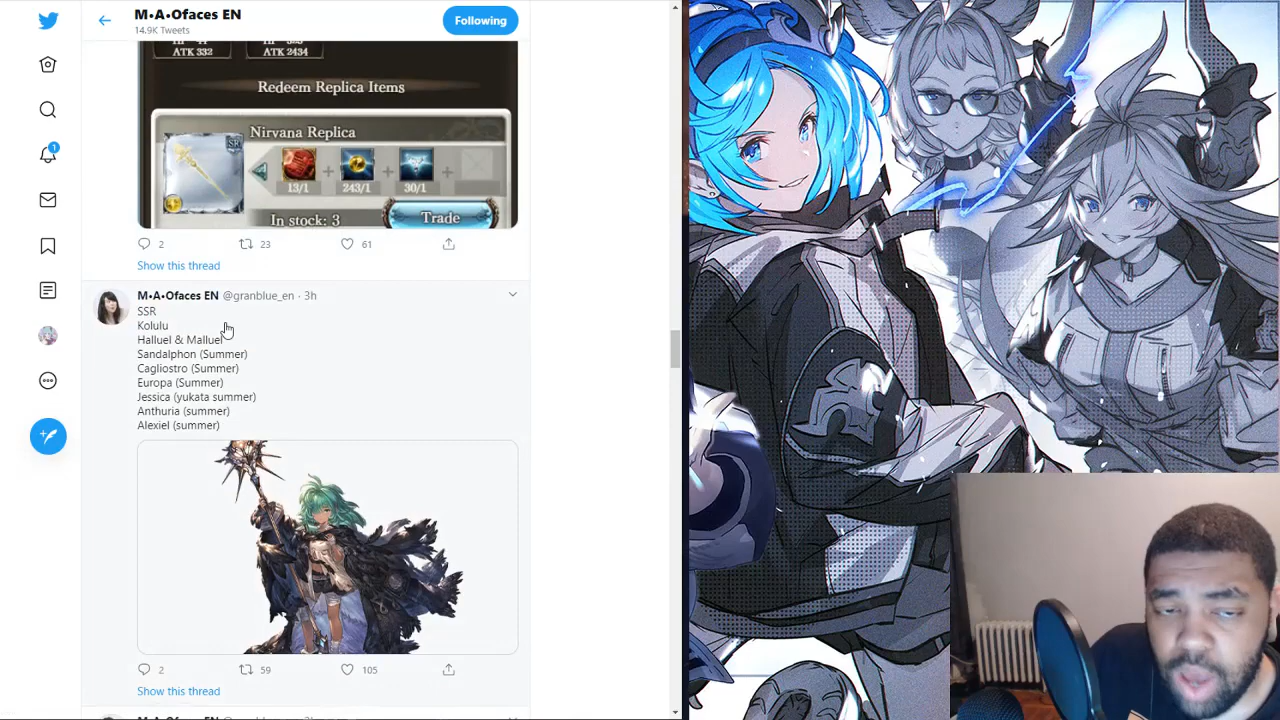 M•A•Ofaces EN
14.9K Tweets
Following
ATK 332
ATK 2434
Redeem Replica Items
Nirvana Replica
SR
13/1
243/1
30/1
In stock: 3
Trade
2
23
61
Show this thread
1
M•A•Ofaces EN @granblue_en · 3h
SSR
Kolulu
Halluel & Malluel
Sandalphon (Summer)
Cagliostro (Summer)
Europa (Summer)
Jessica (yukata summer)
Anthuria (summer)
Alexiel (summer)
2
59
105
Show this thread